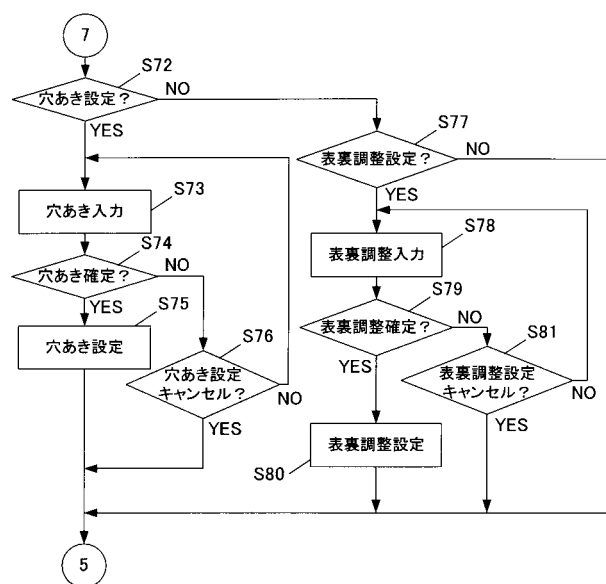 7
S72
穴あき設定?
NO
YES
S77
表裏調整設定?
NO
YES
S73
穴あき入力
S78
表裏調整入力
S74
穴あき確定?
NO
YES
S79
表裏調整確定?
NO
YES
S75
穴あき設定
S76
穴あき設定
キャンセル?
NO
YES
S81
表裏調整設定
キャンセル?
NO
YES
表裏調整設定
S80
5